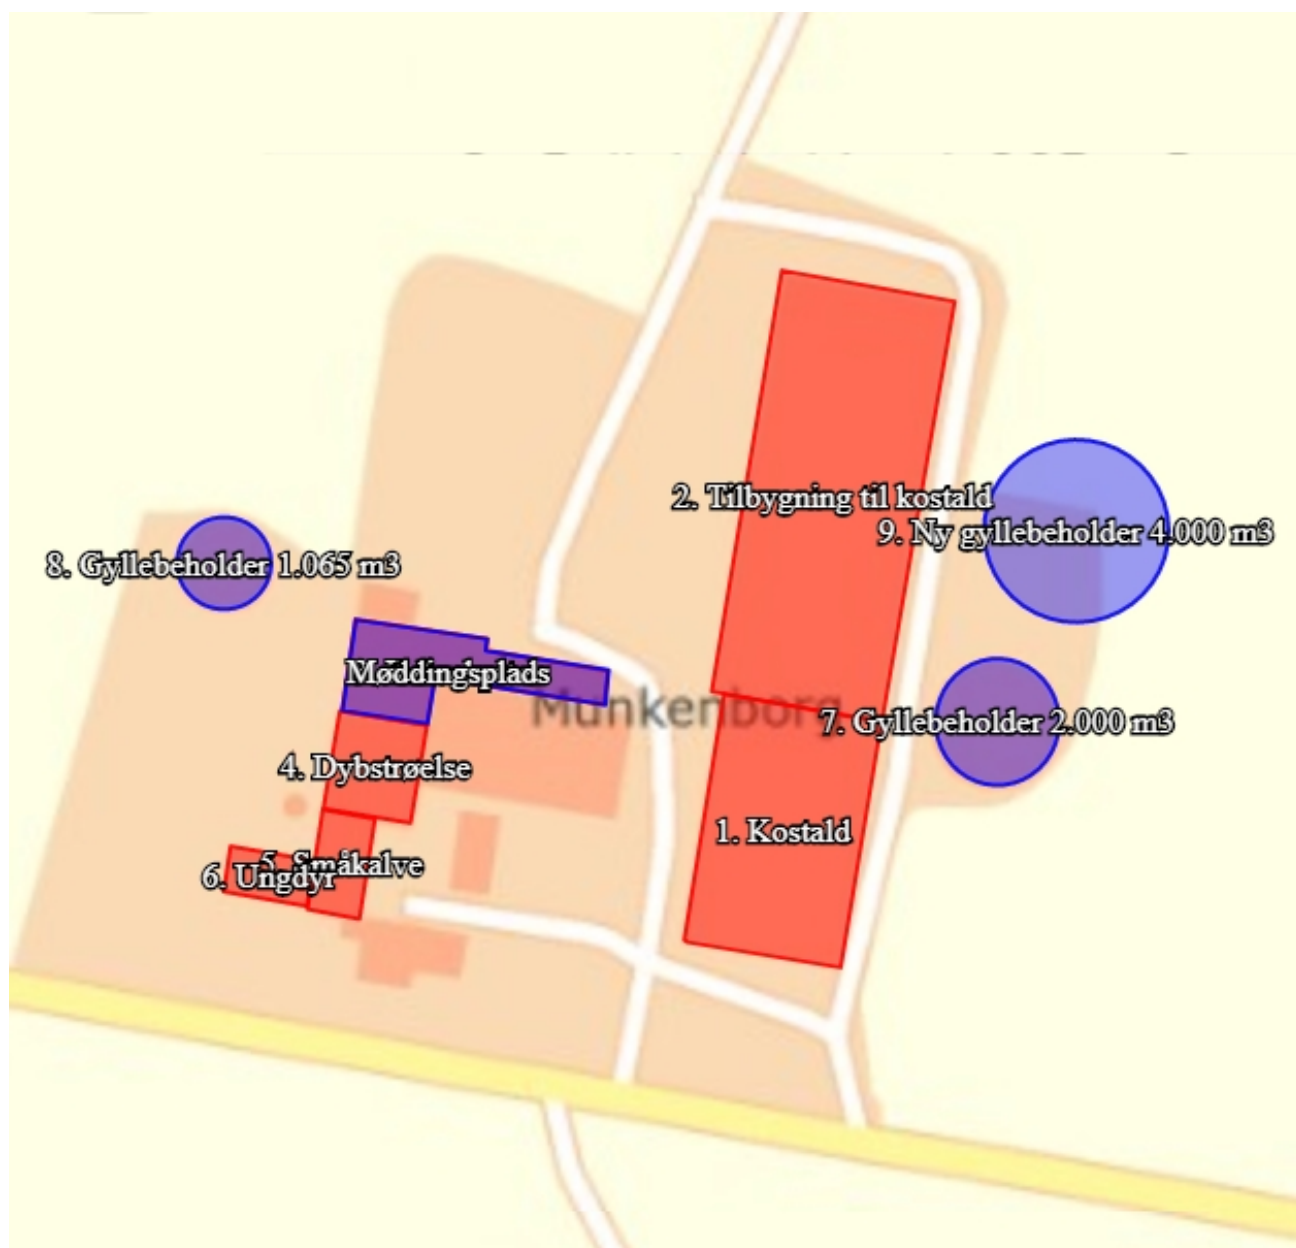 2. Tilbygning til kostald
9. Ny gyllebeholder 4.000 m3
8. Gyllebeholder 1.065 m3
Møddingsplads
Munkenborg
7. Gyllebeholder 2.000 m3
4. Dybstrøelse
1. Kostald
5. Småkalve
6. Ungdyr